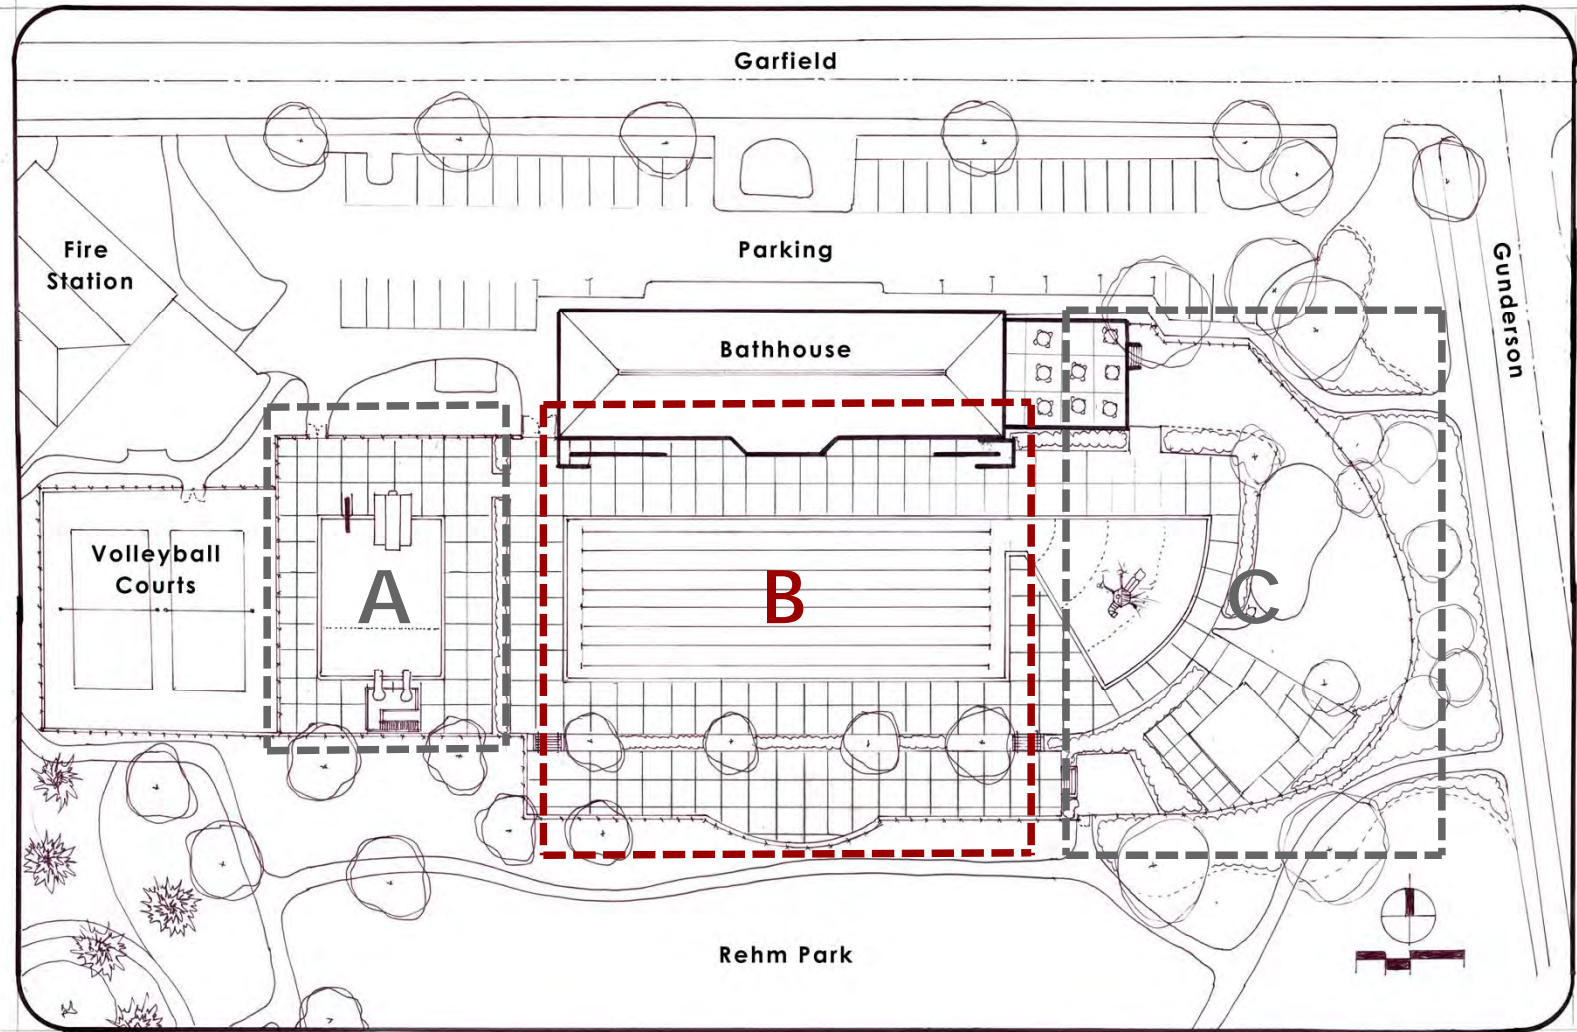 Garfield
Fire
Station
Parking
Gunderson
Bathhouse
Volleyball
Courts
A
B
C
Rehm Park